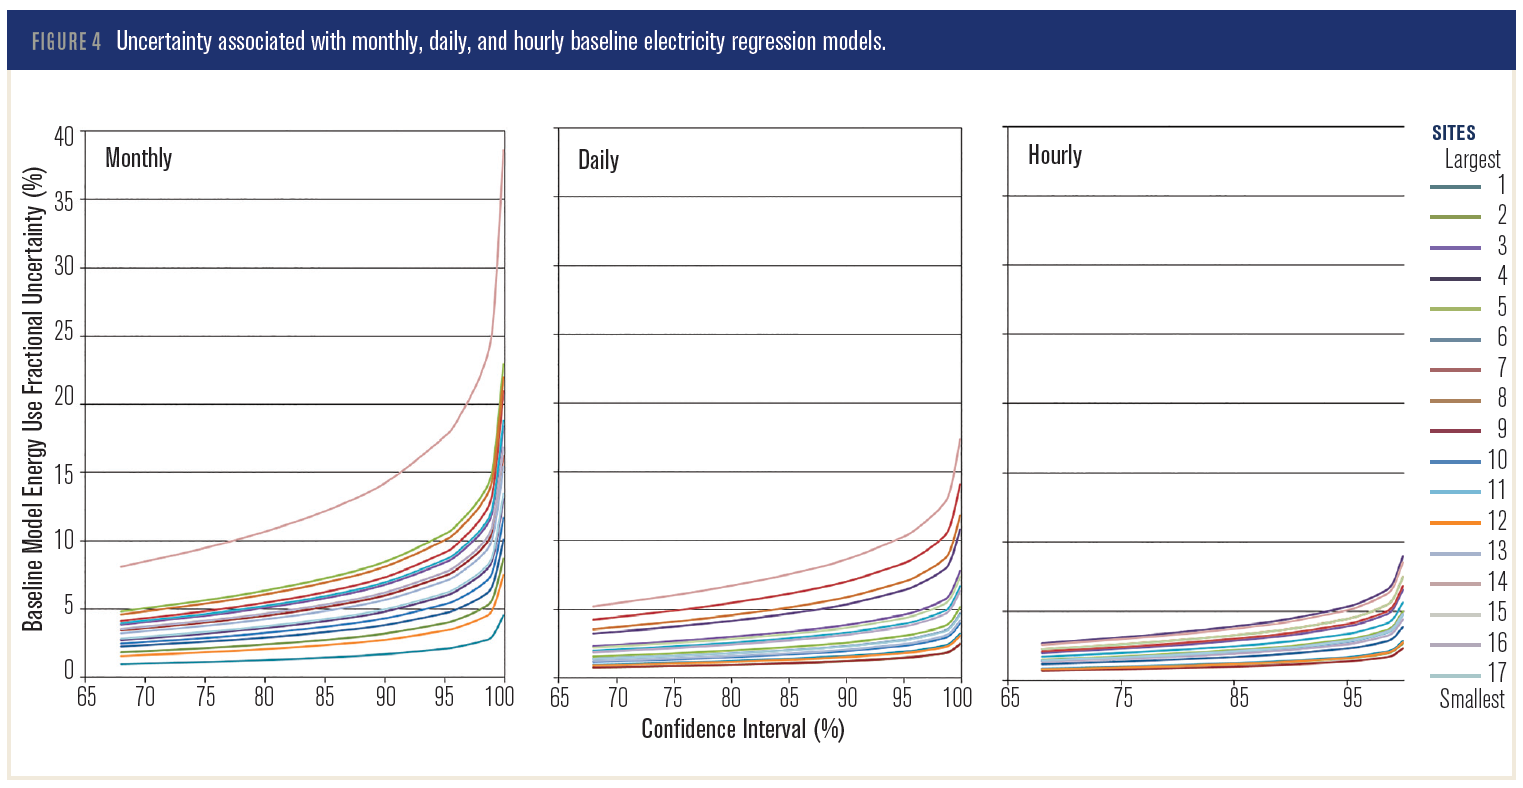 FIGURE 4 Uncertainty associated with monthly, daily, and hourly baseline electricity regression models.
Baseline Model Energy Use Fractional Uncertainty (%)
40
35
30
25
20
15
10
5
0
Monthly
65 70 75 80 85 90 95 100
Daily
65 70 75 80 85 90 95 100
Hourly
65 75 85 95
Confidence Interval (%)
SITES
Largest
1
2
3
4
5
6
7
8
9
10
11
12
13
14
15
16
17
Smallest